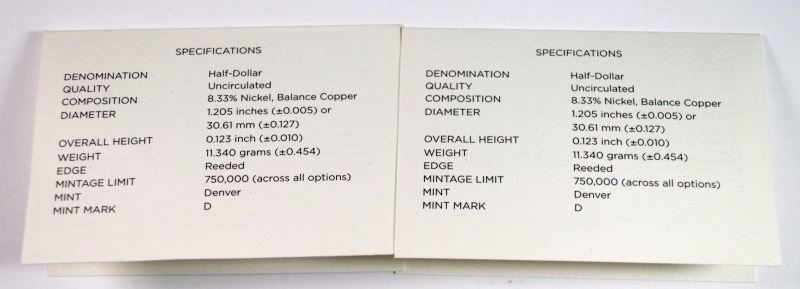 SPECIFICATIONS
DENOMINATION Half-Dollar
QUALITY Uncirculated
COMPOSITION 8.33% Nickel, Balance Copper
DIAMETER 1.205 inches (±0.005) or
30.61 mm (±0.127)
OVERALL HEIGHT 0.123 inch (±0.010)
WEIGHT 11.340 grams (±0.454)
EDGE Reeded
MINTAGE LIMIT 750,000 (across all options)
MINT Denver
MINT MARK D
SPECIFICATIONS
DENOMINATION Half-Dollar
QUALITY Uncirculated
COMPOSITION 8.33% Nickel, Balance Copper
DIAMETER 1.205 inches (±0.005) or
30.61 mm (±0.127)
OVERALL HEIGHT 0.123 inch (±0.010)
WEIGHT 11.340 grams (±0.454)
EDGE Reeded
MINTAGE LIMIT 750,000 (across all options)
MINT Denver
MINT MARK D